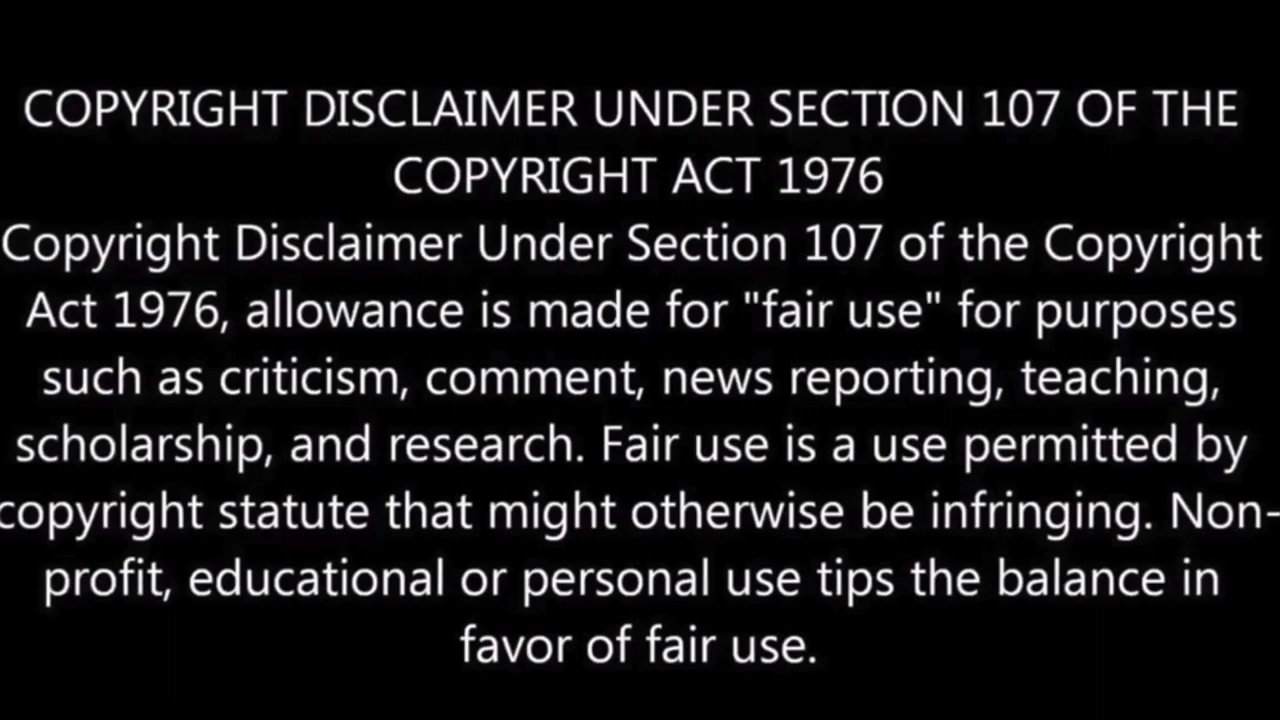 COPYRIGHT DISCLAIMER UNDER SECTION 107 OF THE
COPYRIGHT ACT 1976
Copyright Disclaimer Under Section 107 of the Copyright
Act 1976, allowance is made for "fair use" for purposes
such as criticism, comment, news reporting, teaching,
scholarship, and research. Fair use is a use permitted by
copyright statute that might otherwise be infringing. Non-
profit, educational or personal use tips the balance in
favor of fair use.